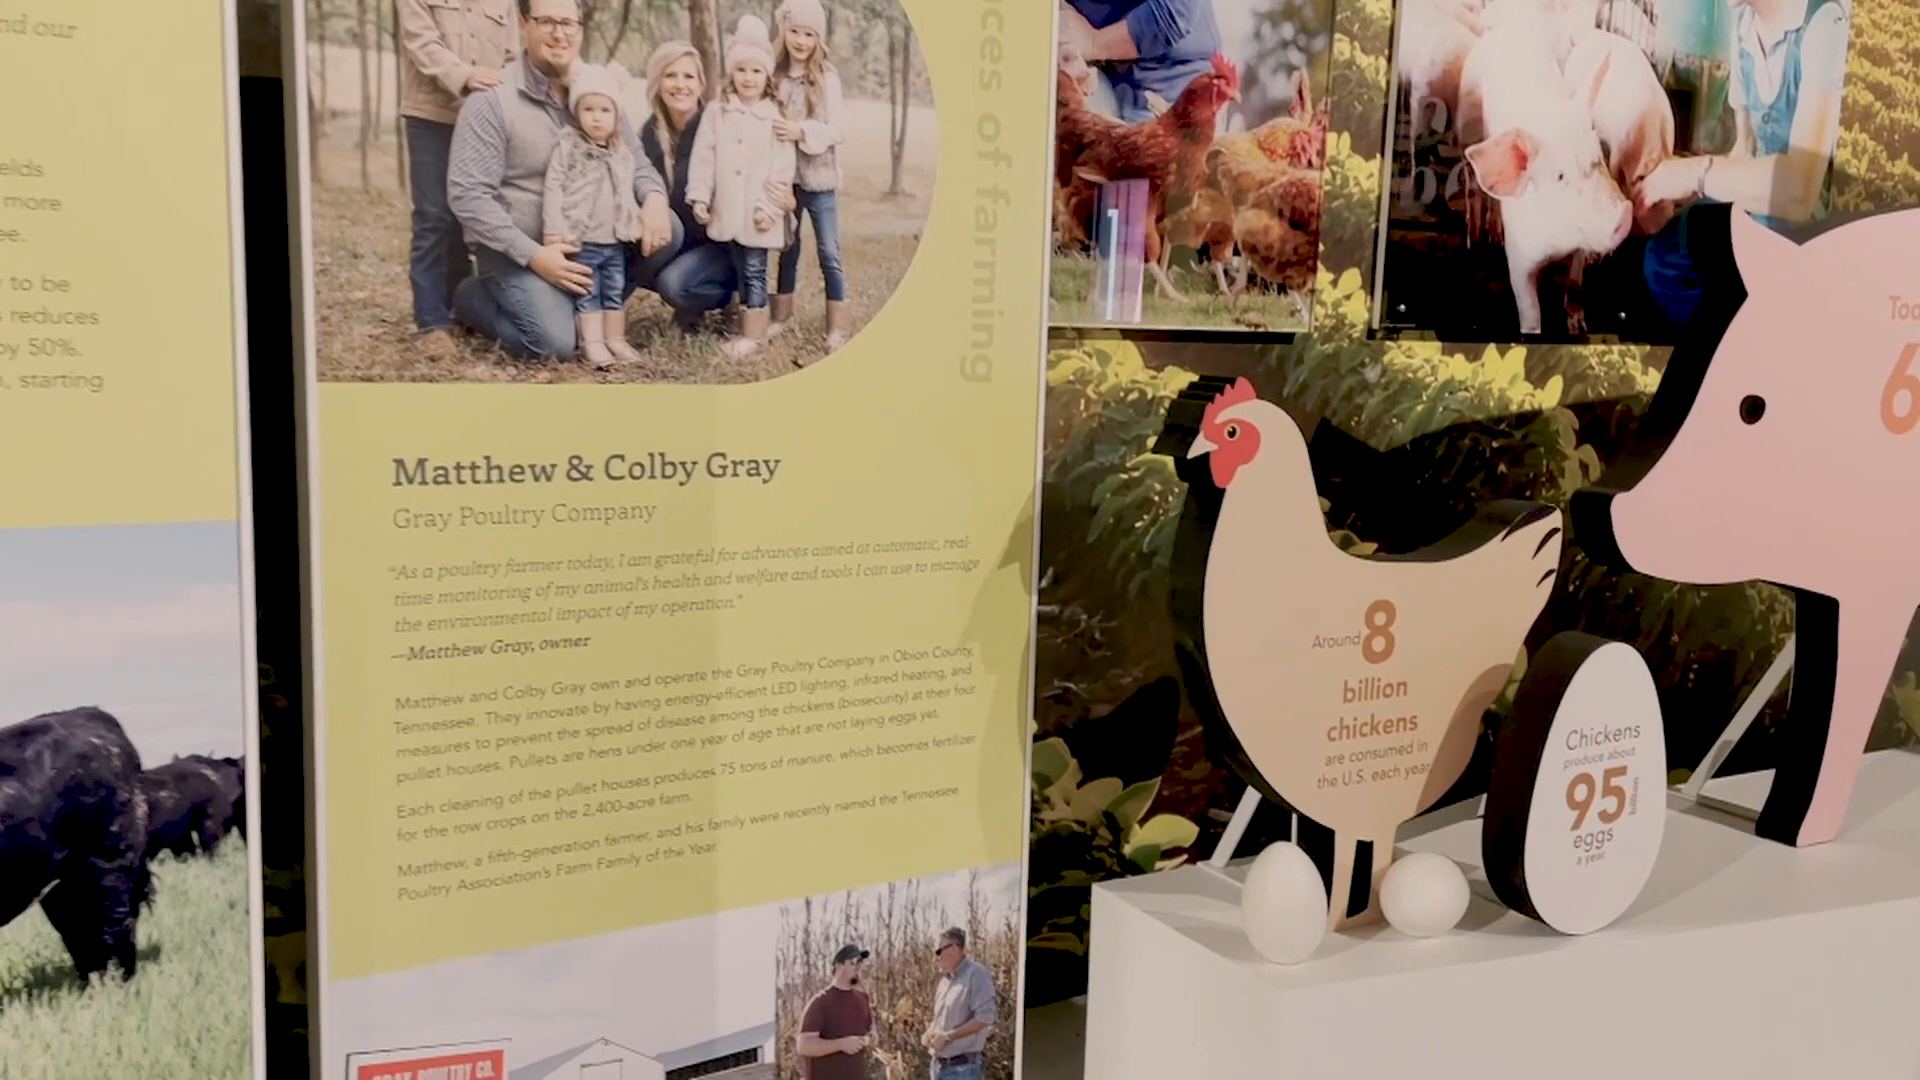 nd our
elds
more
ee.
to be
reduces
by 50%.
, starting
ces of farming
Matthew & Colby Gray
Gray Poultry Company
"As a poultry farmer today, I am grateful for advances aimed at automatic, real-
time monitoring of my animal's health and welfare and tools I can use to manage
the environmental impact of my operation."
—Matthew Gray, owner
Matthew and Colby Gray own and operate the Gray Poultry Company in Obion County,
Tennessee. They innovate by having energy-efficient LED lighting, infrared heating, and
measures to prevent the spread of disease among the chickens (biosecurity) at their four
pullet houses. Pullets are hens under one year of age that are not laying eggs yet.
Each cleaning of the pullet houses produces 75 tons of manure, which becomes fertilizer
for the row crops on the 2,400-acre farm.
Matthew, a fifth-generation farmer, and his family were recently named the Tennessee
Poultry Association's Farm Family of the Year.
GRAY POULTRY CO.
Around 8
billion
chickens
are consumed in
the U.S. each year.
Chickens
produce about
95 billion
eggs
a year.
Too
6